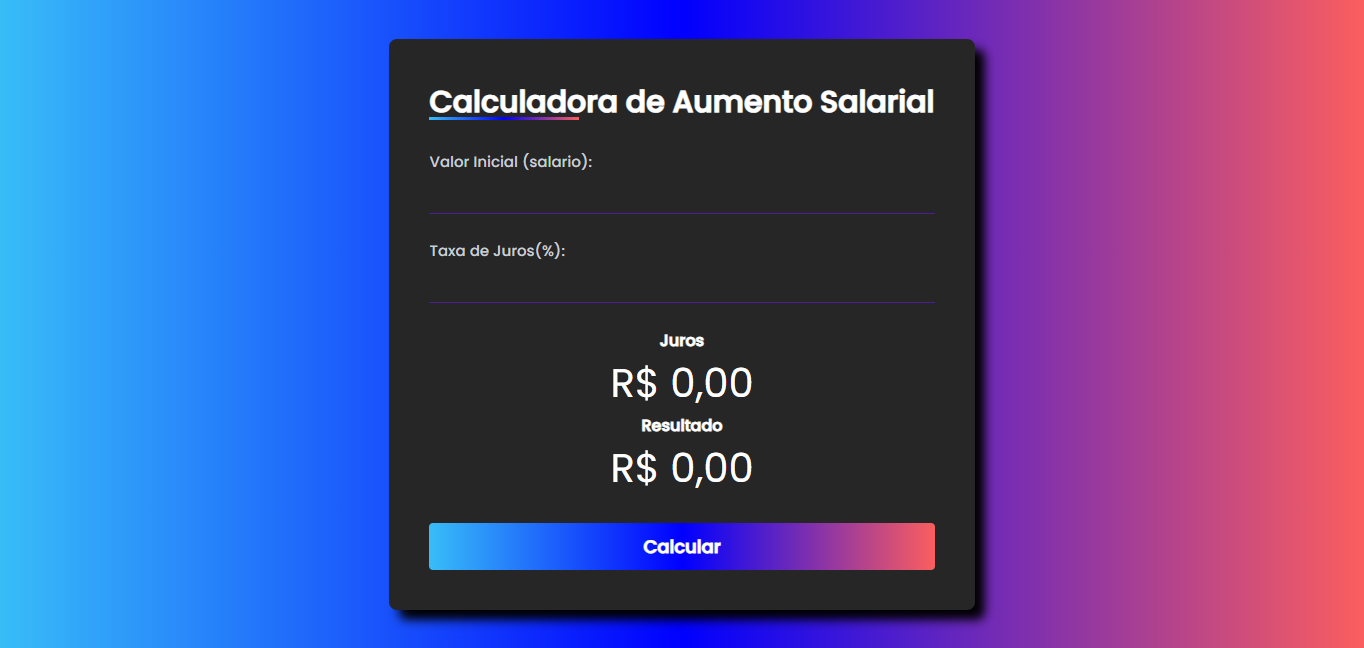 Calculadora de Aumento Salarial
Valor Inicial (salario):
Taxa de Juros(%):
Juros
R$ 0,00
Resultado
R$ 0,00
Calcular